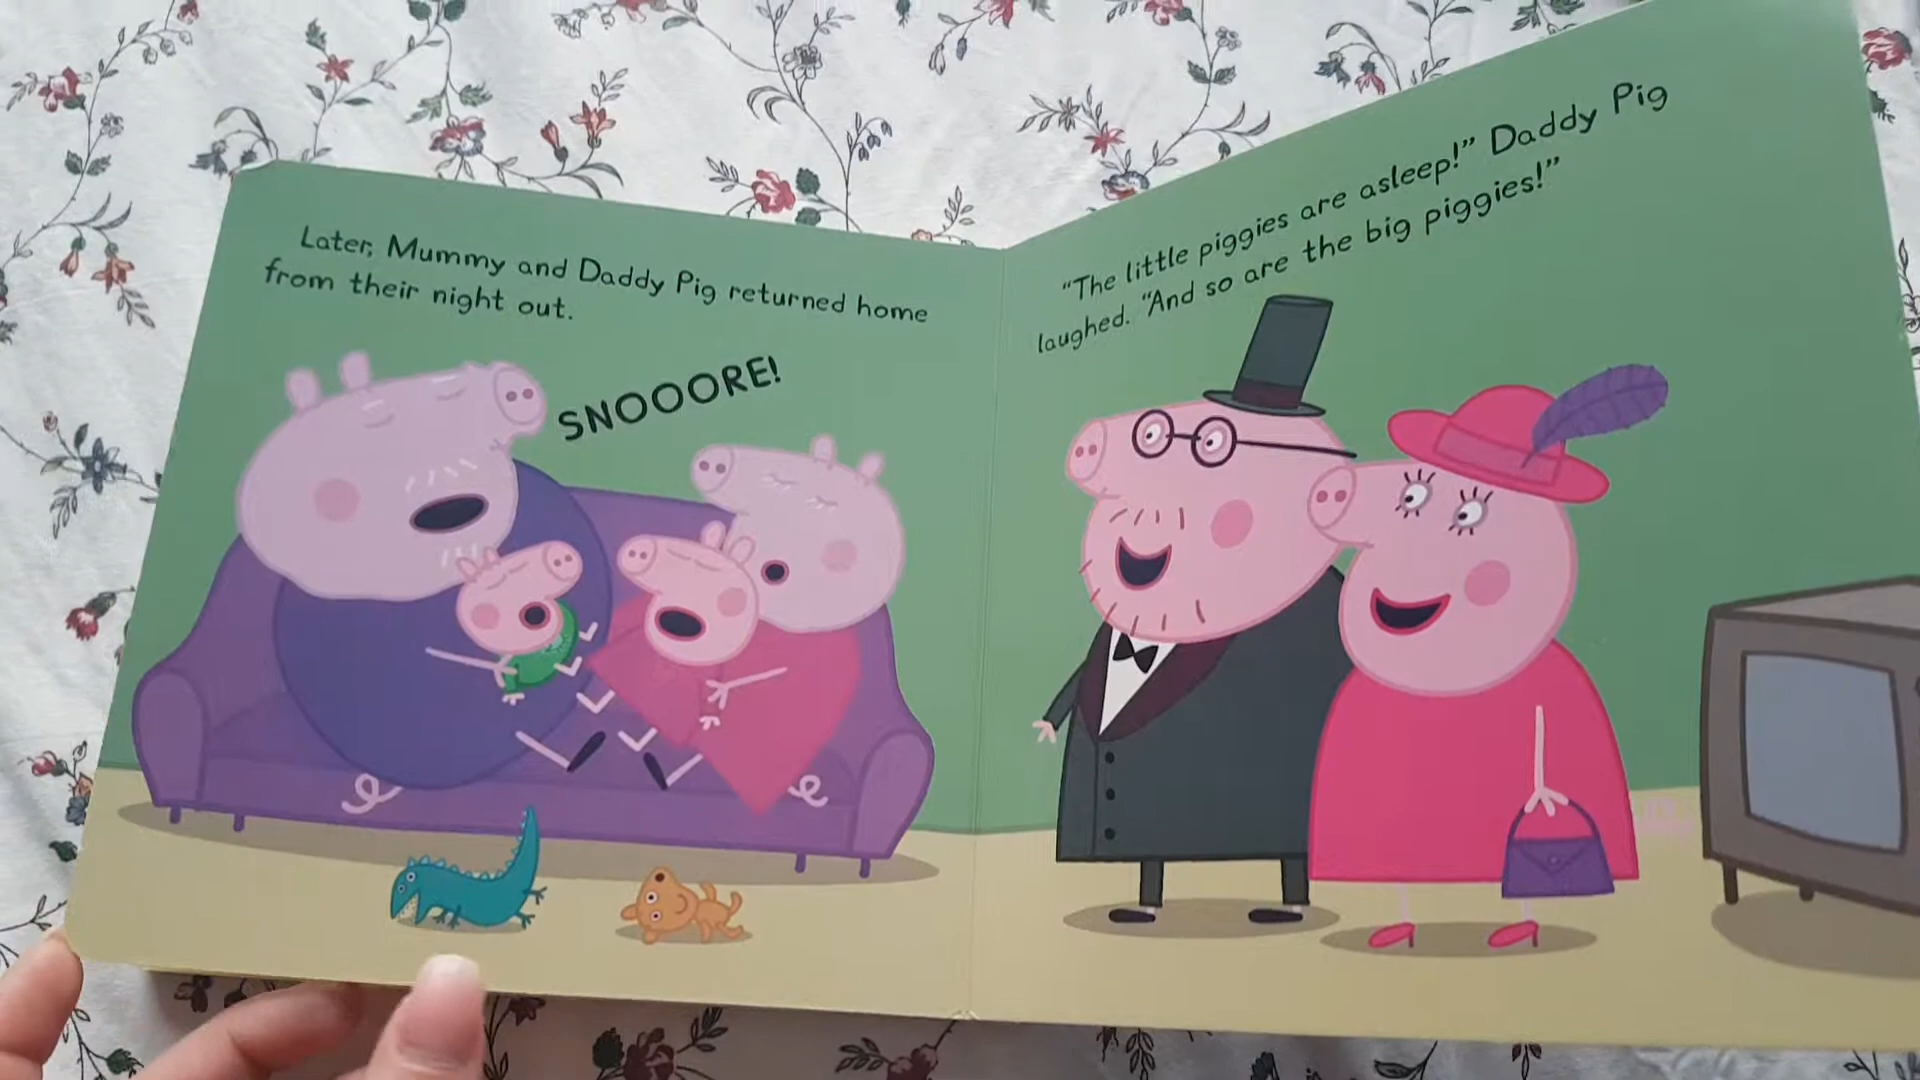 Later, Mummy and Daddy Pig returned home
from their night out.
SNOOORE!
“The little piggies are asleep!” Daddy Pig
laughed. “And so are the big piggies!”